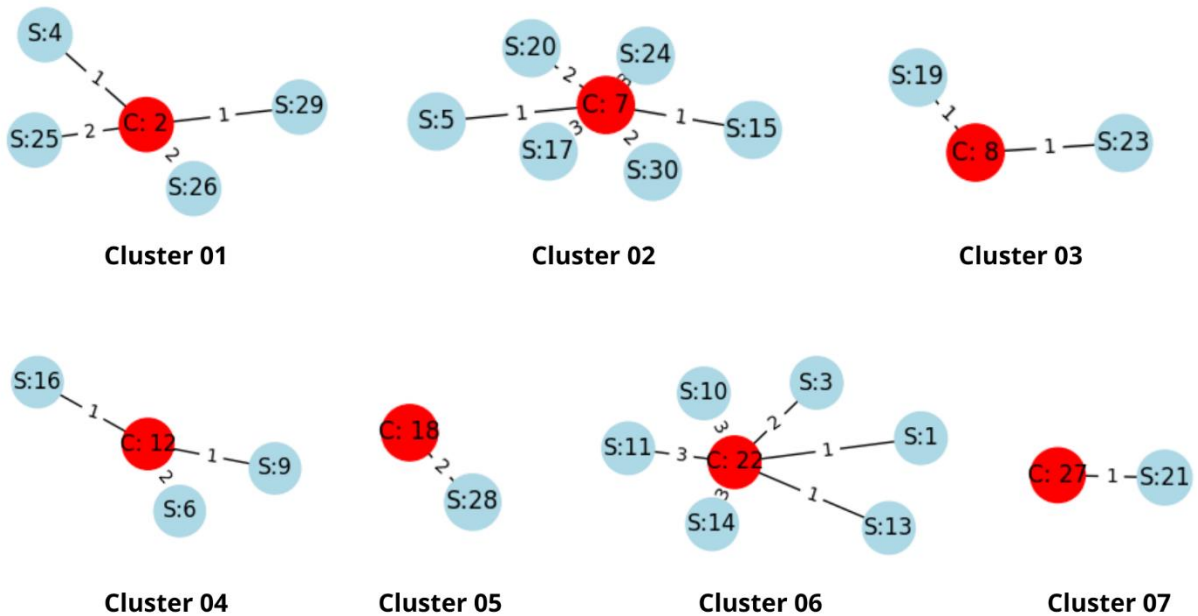 S:4
1
C: 2
1
S:29
S:25
2
2
S:26
Cluster 01
S:20
S:24
2
C: 7
S:5
1
1
S:15
3
2
S:17
S:30
Cluster 02
S:19
1
C: 8
1
S:23
Cluster 03
S:16
1
C: 12
1
S:9
2
S:6
Cluster 04
C: 18
2
S:28
Cluster 05
S:10
S:3
3
2
S:11
3
C: 22
1
S:1
3
1
S:14
S:13
Cluster 06
C: 27
1
S:21
Cluster 07